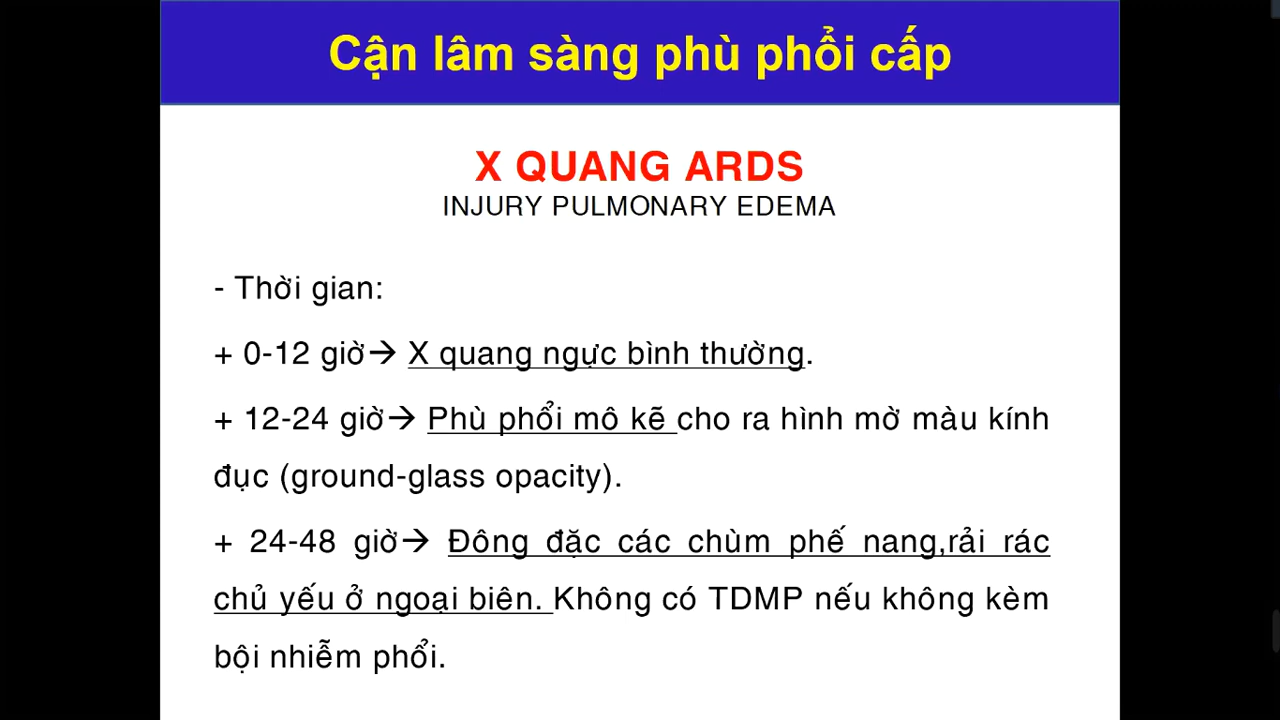 Cận lâm sàng phù phổi cấp
X QUANG ARDS
INJURY PULMONARY EDEMA
- Thời gian:
+ 0-12 giờ→ X quang ngực bình thường.
+ 12-24 giờ→ Phù phổi mô kẽ cho ra hình mờ màu kính
đục (ground-glass opacity).
+ 24-48 giờ→ Đông đặc các chùm phế nang,rải rác
chủ yếu ở ngoại biên. Không có TDMP nếu không kèm
bội nhiễm phổi.